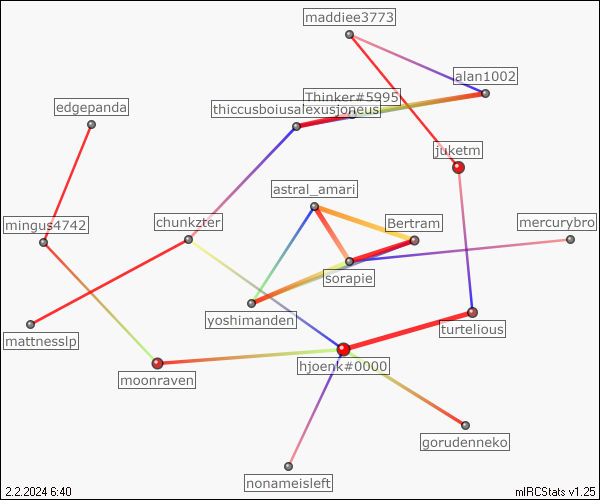 maddiee3773
alan1002
Thinker#5995
edgepanda
thiccusboiusalexusjoneus
juketm
astral_amari
mingus4742
chunkzter
Bertram
mercurybro
sorapie
yoshimanden
turtelious
mattnesslp
hjoenk#0000
moonraven
gorudenneko
nonameisleft
2.2.2024 6:40
mIRCStats v1.25